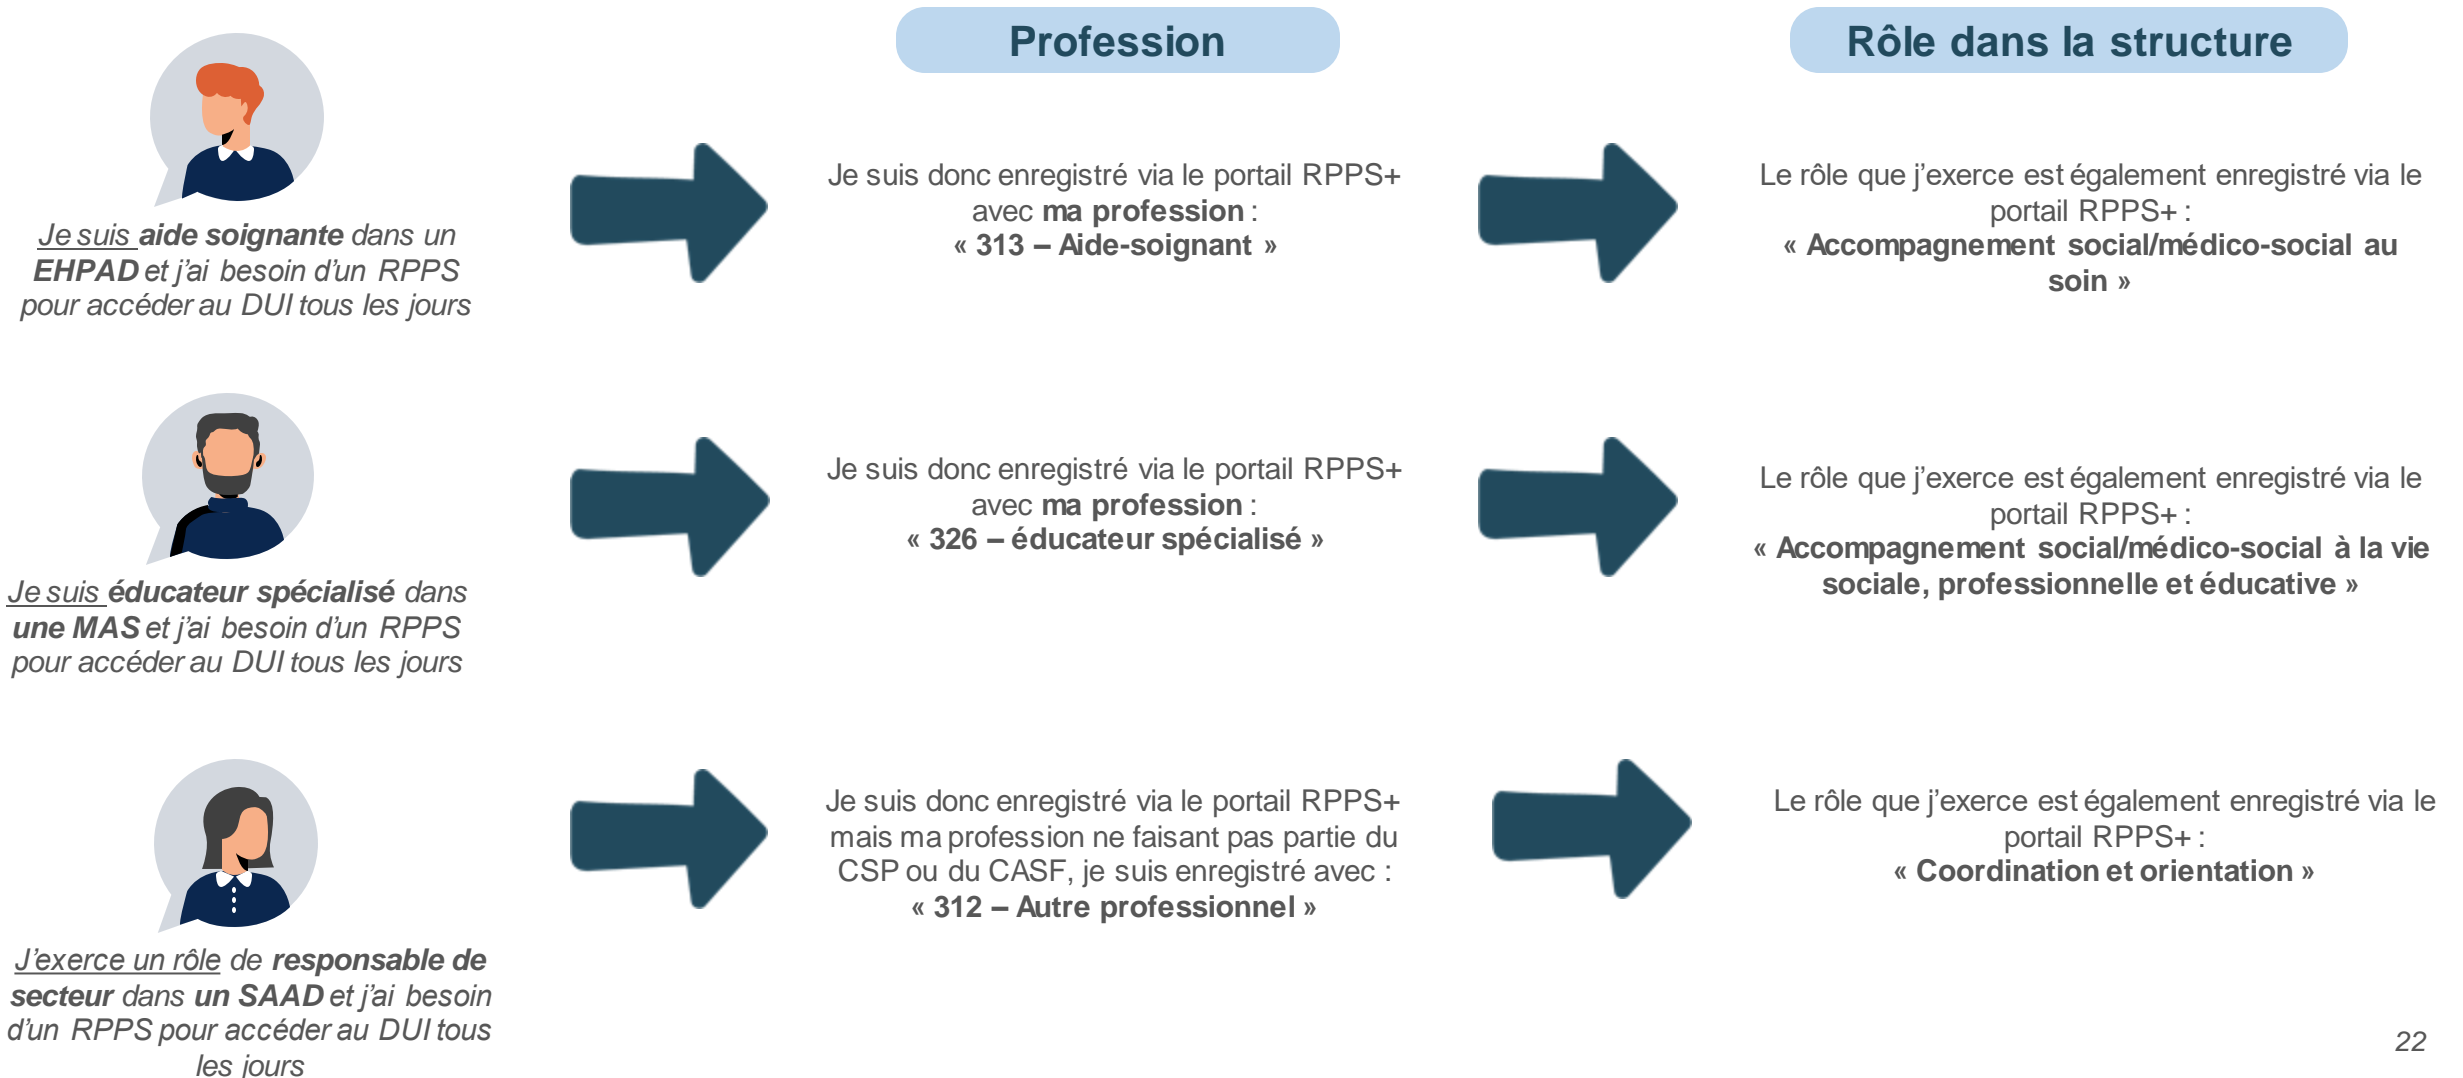 Profession
Rôle dans la structure
Je suis aide soignante dans un
EHPAD et j’ai besoin d’un RPPS
pour accéder au DUI tous les jours
Je suis donc enregistré via le portail RPPS+
avec ma profession :
« 313 – Aide-soignant »
Le rôle que j’exerce est également enregistré via le
portail RPPS+ :
« Accompagnement social/médico-social au
soin »
Je suis éducateur spécialisé dans
une MAS et j’ai besoin d’un RPPS
pour accéder au DUI tous les jours
Je suis donc enregistré via le portail RPPS+
avec ma profession :
« 326 – éducateur spécialisé »
Le rôle que j’exerce est également enregistré via le
portail RPPS+ :
« Accompagnement social/médico-social à la vie
sociale, professionnelle et éducative »
J’exerce un rôle de responsable de
secteur dans un SAAD et j’ai besoin
d’un RPPS pour accéder au DUI tous
les jours
Je suis donc enregistré via le portail RPPS+
mais ma profession ne faisant pas partie du
CSP ou du CASF, je suis enregistré avec :
« 312 – Autre professionnel »
Le rôle que j’exerce est également enregistré via le
portail RPPS+ :
« Coordination et orientation »
22